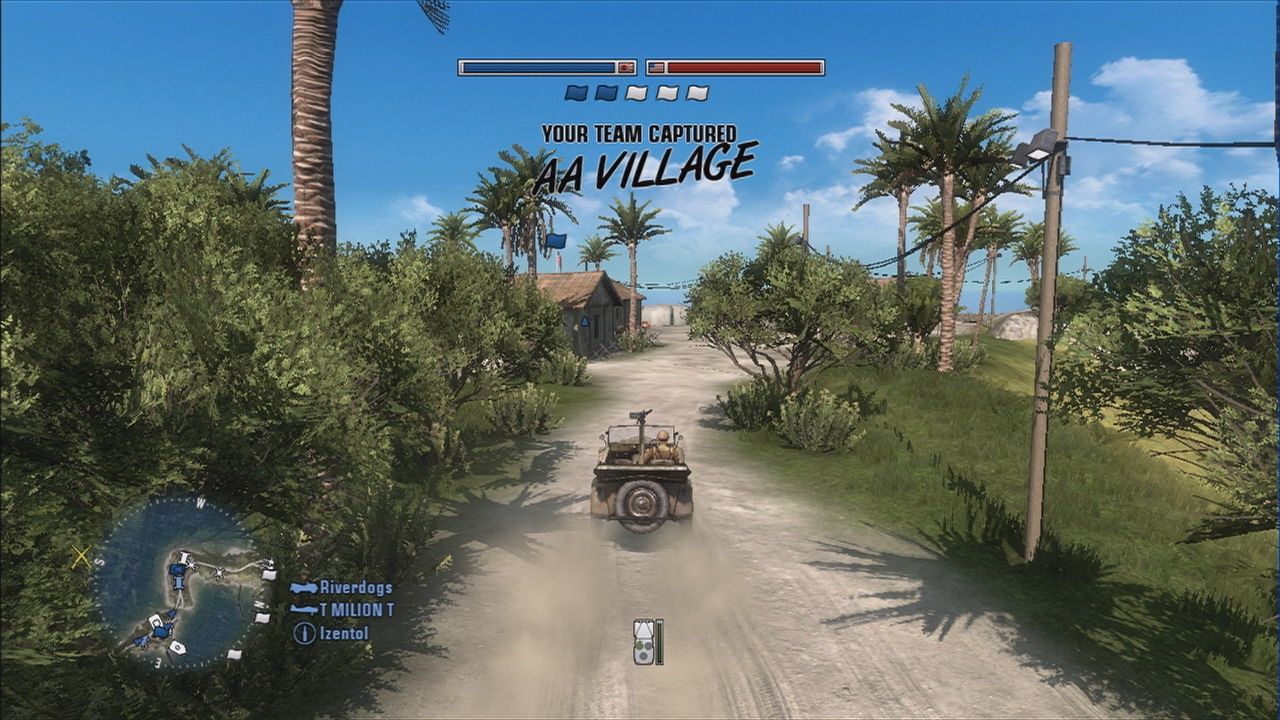 YOUR TEAM CAPTURED
AA VILLAGE
W
S
N
E
Riverdogs
T MILION T
Izentol